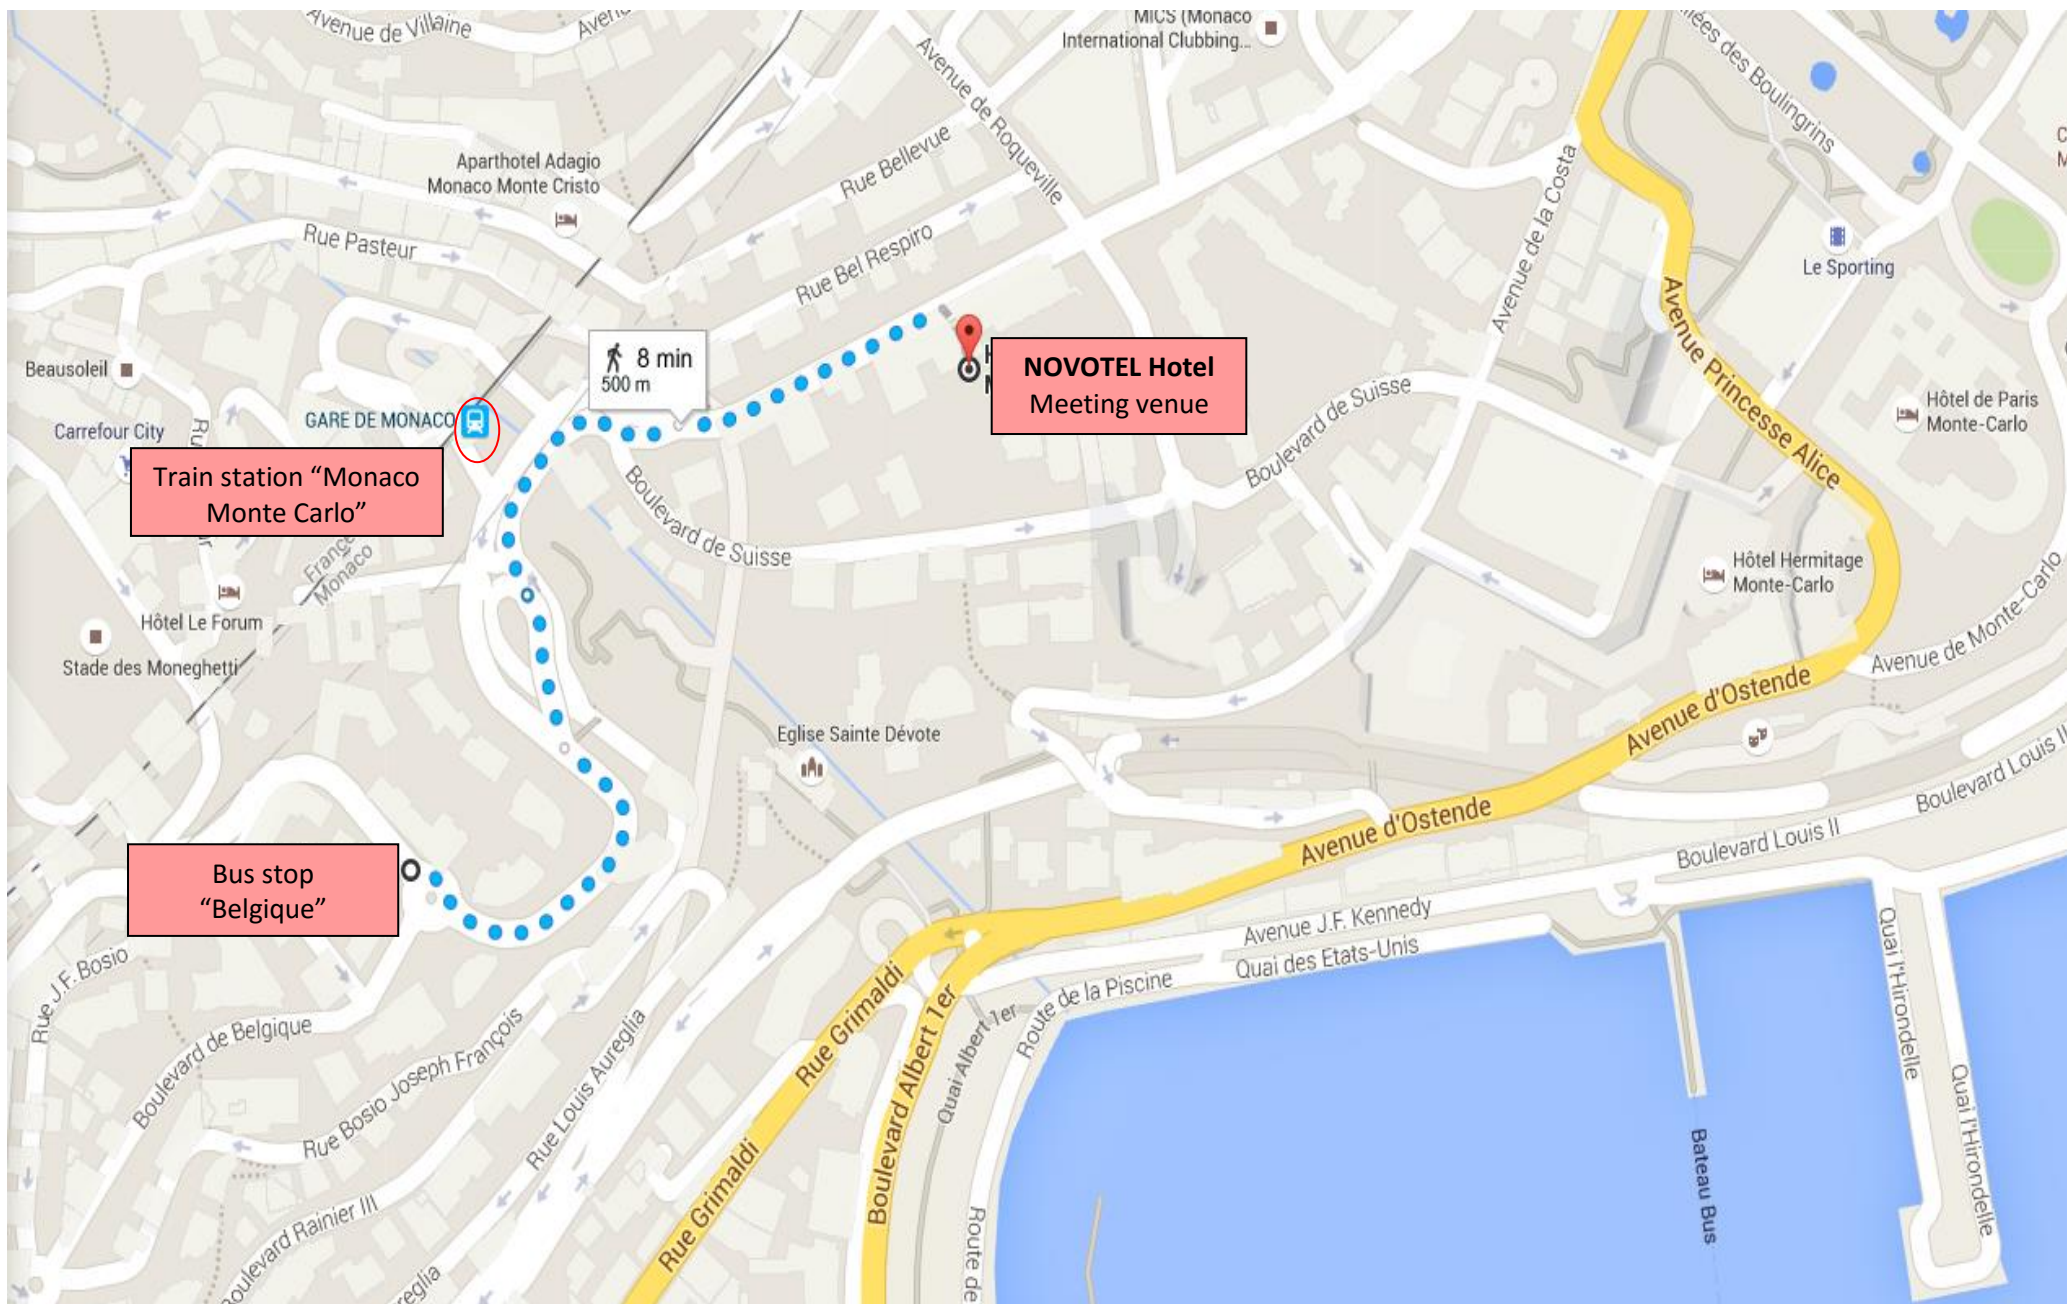 Avenue de Villaine
Aven
MICS (Monaco
International Clubbing...
Allées des Boulingrins
Avenue de Roqueville
Aparthotel Adagio
Monaco Monte Cristo
Rue Bellevue
Avenue de la Costa
C
M
Rue Pasteur
Rue Bel Respiro
Le Sporting
Avenue Princesse Alice
8 min
500 m
H
M
NOVOTEL Hotel
Meeting venue
Beausoleil
GARE DE MONACO
Carrefour City
Ru
Boulevard de Suisse
Hôtel de Paris
Monte-Carlo
Train station “Monaco
Monte Carlo”
ir
France
Monaco
Boulevard de Suisse
Hôtel Hermitage
Monte-Carlo
Hôtel Le Forum
Stade des Moneghetti
Avenue de Monte-Carlo
Avenue d'Ostende
Eglise Sainte Dévote
Boulevard Louis II
Avenue d'Ostende
Boulevard Louis II
Bus stop
“Belgique”
Avenue J.F. Kennedy
Quai des Etats-Unis
Quai l'Hirondelle
Rue J.F. Bosio
Rue Grimaldi
Route de la Piscine
Boulevard de Belgique
Rue Bosio Joseph François
Rue Louis Aureglia
Boulevard Albert 1er
Quai Albert 1er
Quai l'Hirondelle
Bateau Bus
Rue Grimaldi
Boulevard Rainier III
Route de
eglia